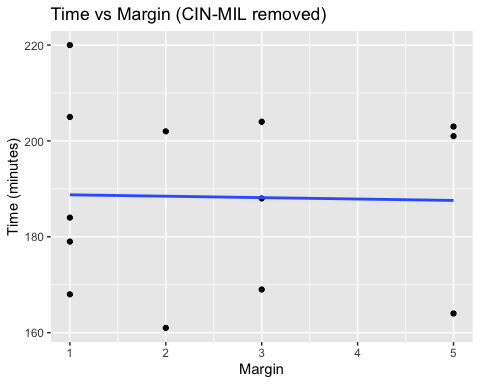 Time vs Margin (CIN-MIL removed)
220
200
180
160
Time (minutes)
1 2 3 4 5
Margin